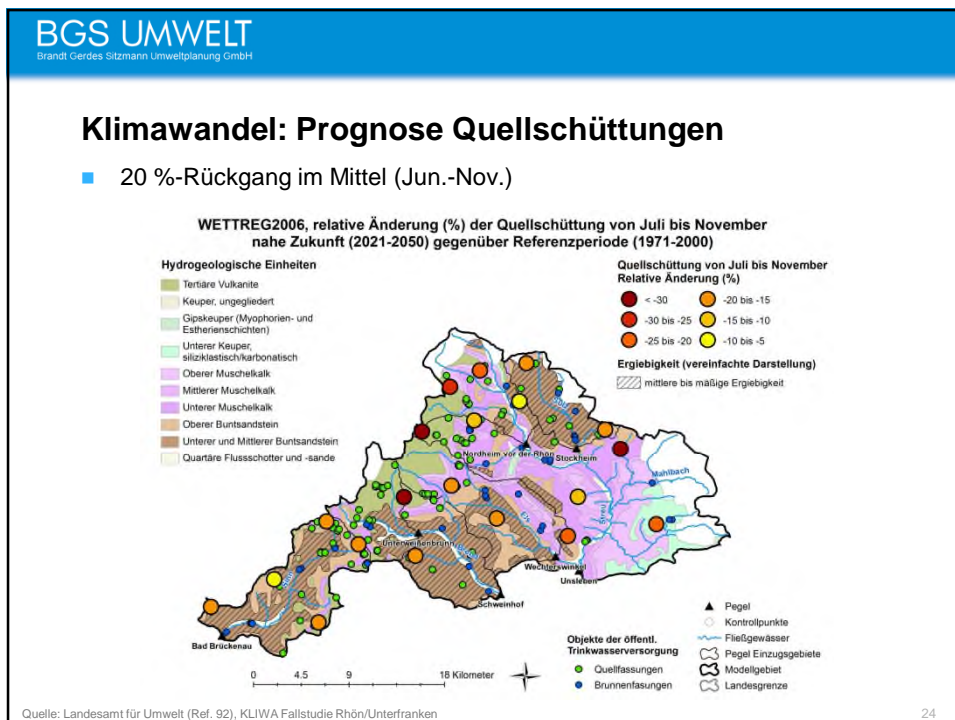 BGS UMWELT
Brandt Gerdes Sitzmann Umweltplanung GmbH
Klimawandel: Prognose Quellschüttungen
20 %-Rückgang im Mittel (Jun.-Nov.)
WETTREG2006, relative Änderung (%) der Quellschüttung von Juli bis November
nahe Zukunft (2021-2050) gegenüber Referenzperiode (1971-2000)
Hydrogeologische Einheiten
Tertiäre Vulkanite
Keuper, ungegliedert
Gipskeuper (Myophorien- und
Estherienschichten)
Unterer Keuper,
siliziklastisch/karbonatisch
Oberer Muschelkalk
Mittlerer Muschelkalk
Unterer Muschelkalk
Oberer Buntsandstein
Unterer und Mittlerer Buntsandstein
Quartäre Flussschotter und -sande
Quellschüttung von Juli bis November
Relative Änderung (%)
< -30
-20 bis -15
-30 bis -25
-15 bis -10
-25 bis -20
-10 bis -5
Ergiebigkeit (vereinfachte Darstellung)
mittlere bis mäßige Ergiebigkeit
Nordheim vor der Rhön
Stockheim
Mahlbach
Streu
Unterweißenbrunn
Wechterswinkel
Unsleben
Schweinhof
Bad Brückenau
0 4.5 9 18 Kilometer
Objekte der öffentl.
Trinkwasserversorgung
Quellfassungen
Brunnenfasungen
Pegel
Kontrollpunkte
Fließgewässer
Pegel Einzugsgebiete
Modellgebiet
Landesgrenze
Quelle: Landesamt für Umwelt (Ref. 92), KLIWA Fallstudie Rhön/Unterfranken
24